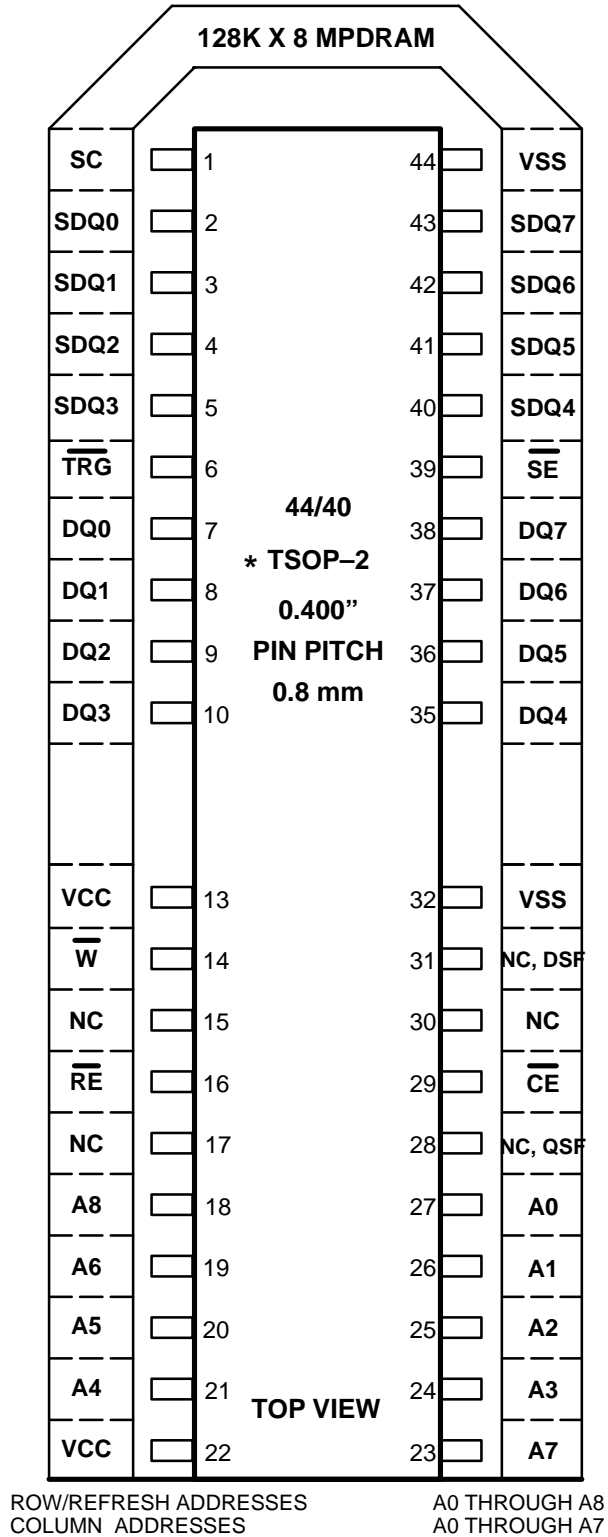 128K X 8 MPDRAM
SC 1 44 VSS
SDQ0 2 43 SDQ7
SDQ1 3 42 SDQ6
SDQ2 4 41 SDQ5
SDQ3 5 40 SDQ4
T̅R̅G̅ 6 39 S̅E̅
44/40
DQ0 7 38 DQ7
* TSOP–2
DQ1 8 37 DQ6
0.400”
DQ2 9 PIN PITCH 36 DQ5
0.8 mm
DQ3 10 35 DQ4
VCC 13 32 VSS
W̅ 14 31 NC, DSF
NC 15 30 NC
R̅E̅ 16 29 C̅E̅
NC 17 28 NC, QSF
A8 18 27 A0
A6 19 26 A1
A5 20 25 A2
A4 21 24 A3
TOP VIEW
VCC 22 23 A7
ROW/REFRESH ADDRESSES A0 THROUGH A8
COLUMN ADDRESSES A0 THROUGH A7